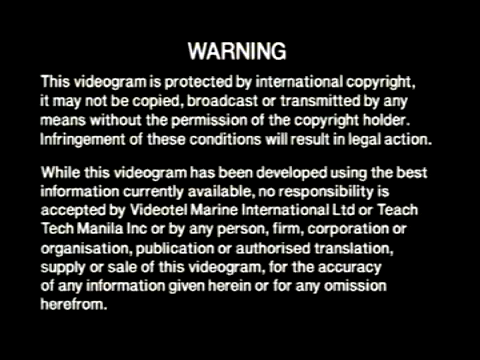 WARNING
This videogram is protected by international copyright,
it may not be copied, broadcast or transmitted by any
means without the permission of the copyright holder.
Infringement of these conditions will result in legal action.
While this videogram has been developed using the best
information currently available, no responsibility is
accepted by Videotel Marine International Ltd or Teach
Tech Manila Inc or by any person, firm, corporation or
organisation, publication or authorised translation,
supply or sale of this videogram, for the accuracy
of any information given herein or for any omission
herefrom.